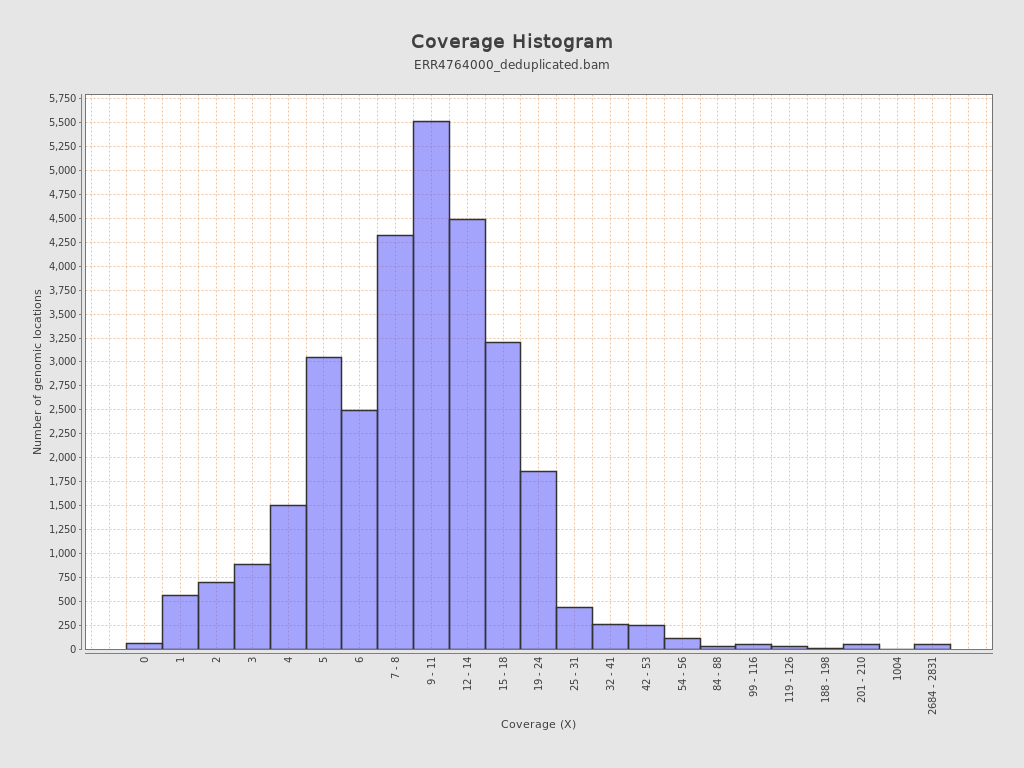 Coverage Histogram
ERR4764000_deduplicated.bam
Number of genomic locations
5,750
5,500
5,250
5,000
4,750
4,500
4,250
4,000
3,750
3,500
3,250
3,000
2,750
2,500
2,250
2,000
1,750
1,500
1,250
1,000
750
500
250
0
0
1
2
3
4
5
6
7 - 8
9 - 11
12 - 14
15 - 18
19 - 24
25 - 31
32 - 41
42 - 53
54 - 56
84 - 88
99 - 116
119 - 126
188 - 198
201 - 210
1004
2684 - 2831
Coverage (X)